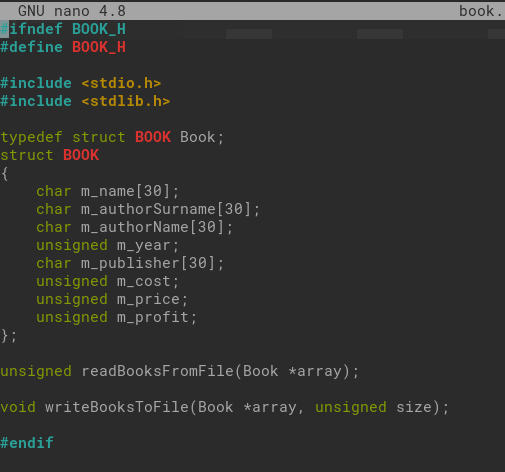 GNU nano 4.8 book.
#ifndef BOOK_H
#define BOOK_H
#include <stdio.h>
#include <stdlib.h>
typedef struct BOOK Book;
struct BOOK
{
    char m_name[30];
    char m_authorSurname[30];
    char m_authorName[30];
    unsigned m_year;
    char m_publisher[30];
    unsigned m_cost;
    unsigned m_price;
    unsigned m_profit;
};
unsigned readBooksFromFile(Book *array);
void writeBooksToFile(Book *array, unsigned size);
#endif